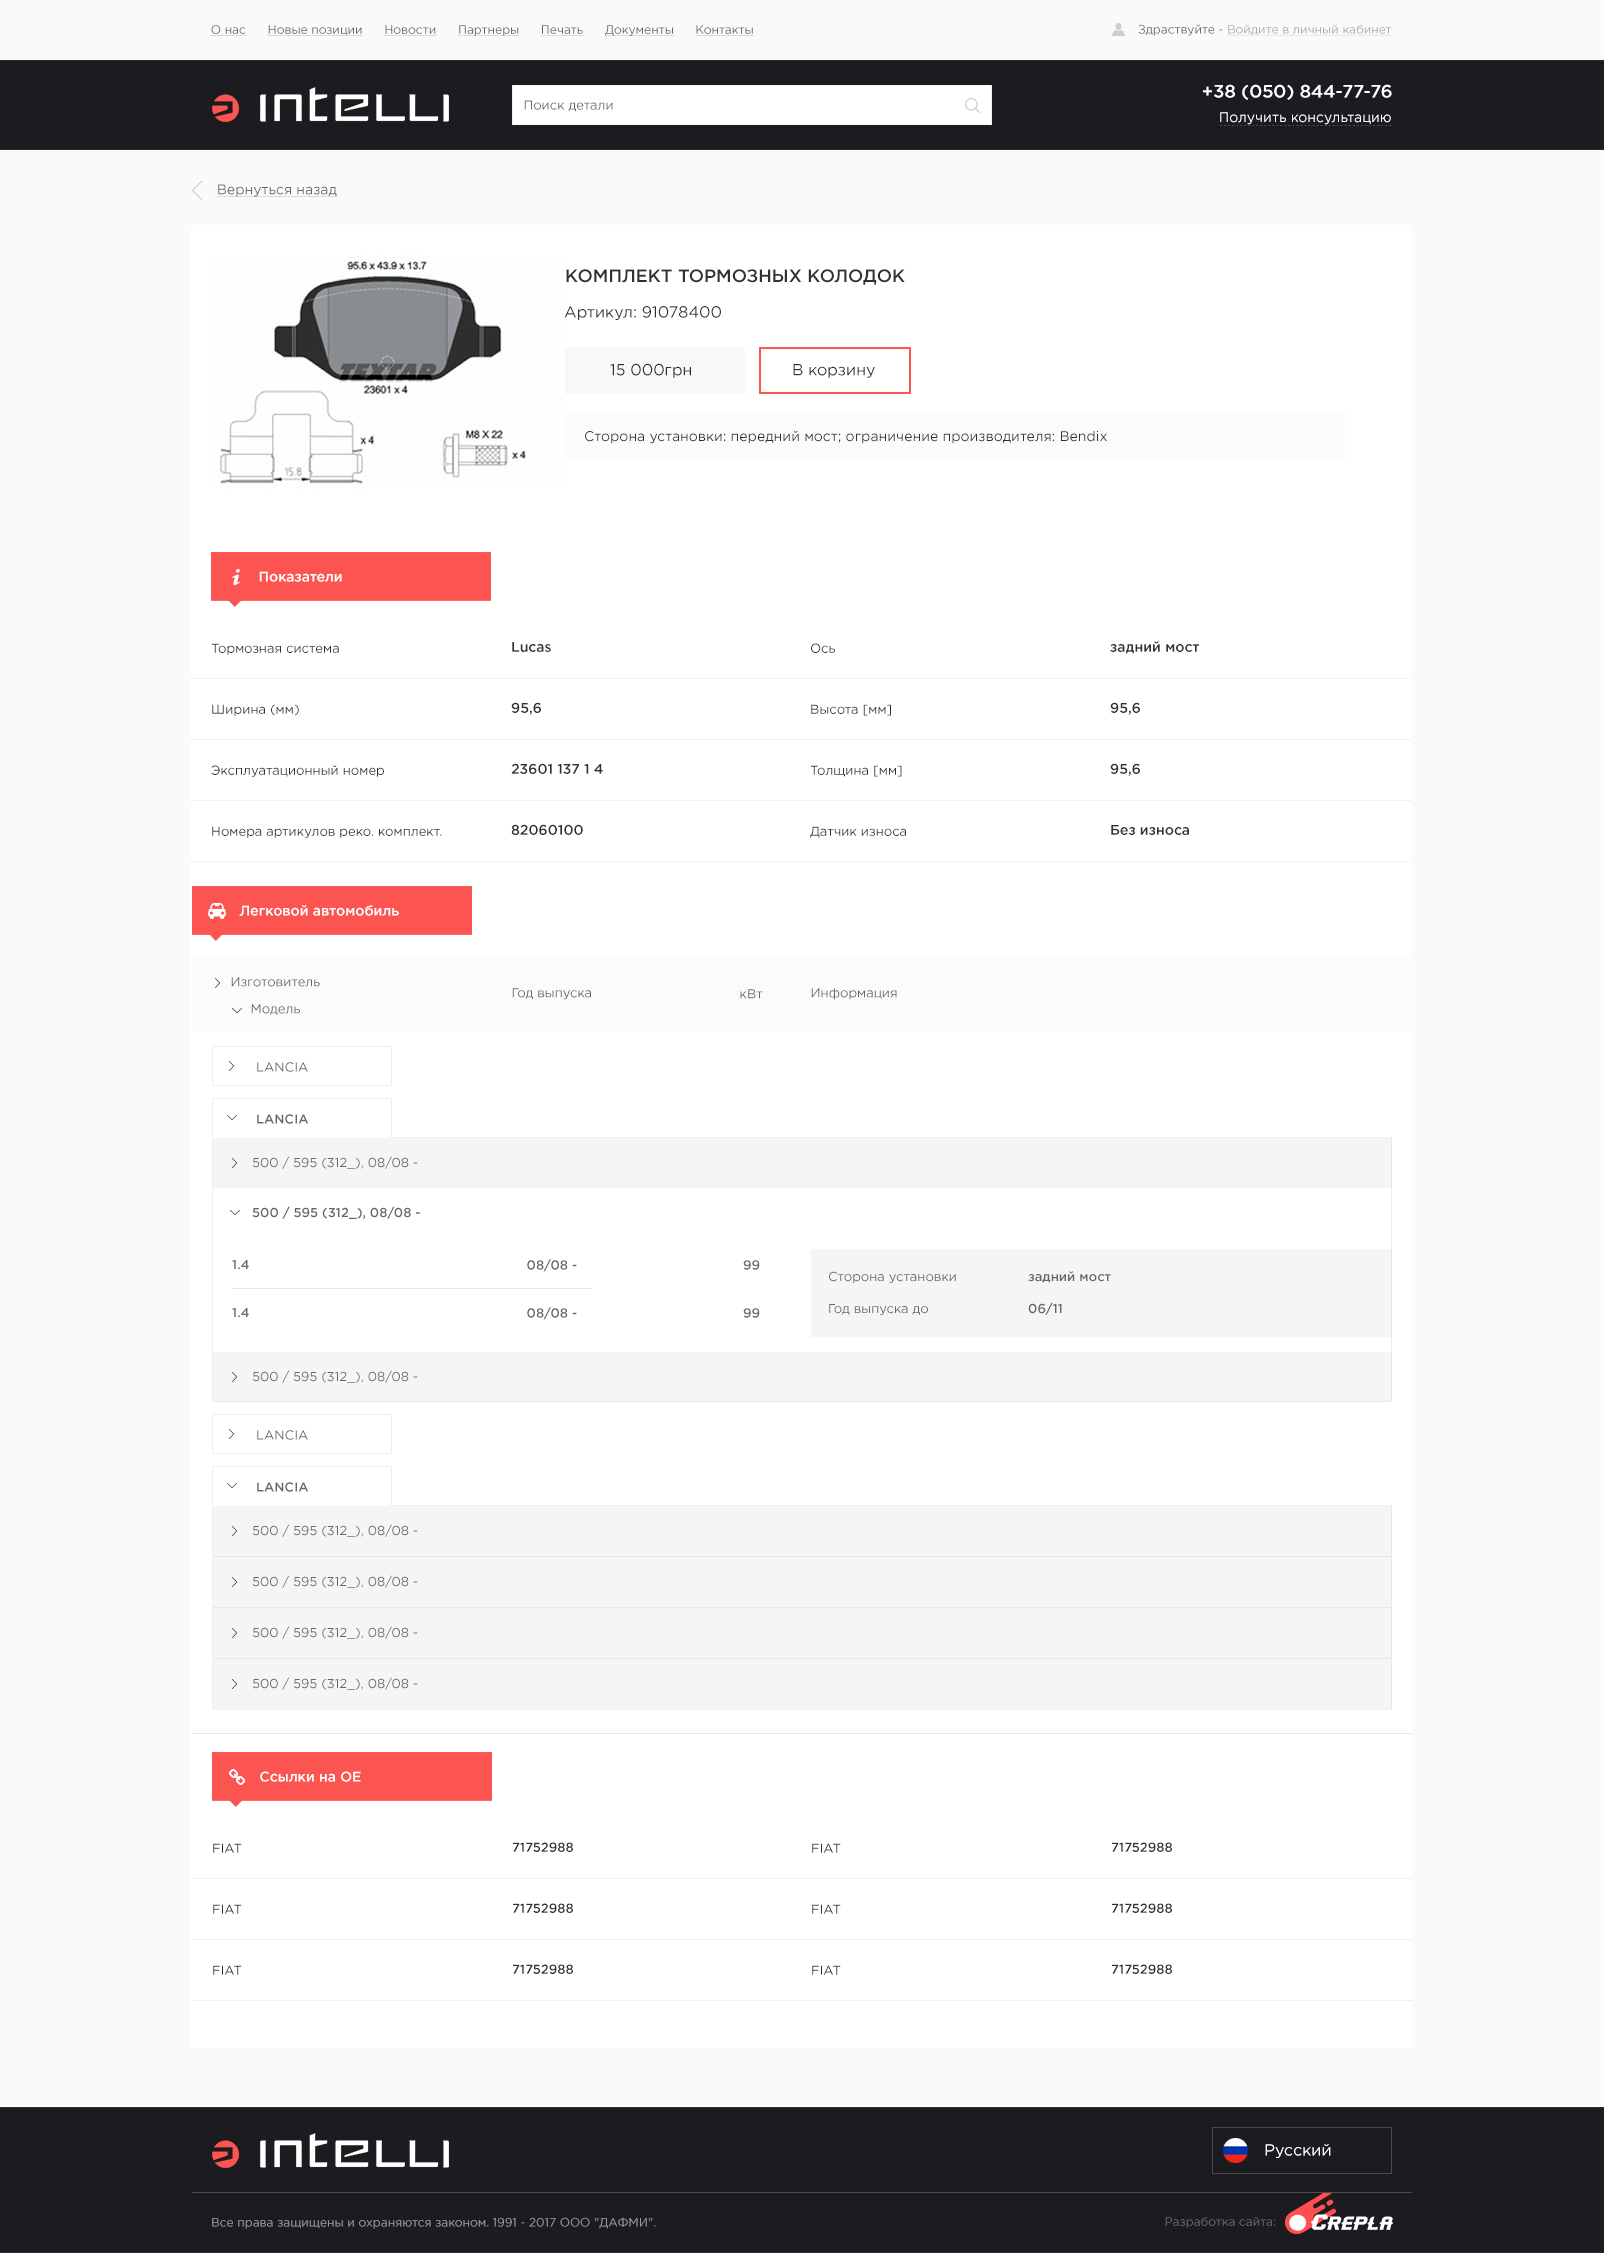 О нас Новые позиции Новости Партнеры Печать Документы Контакты Здраствуйте - Войдите в личный кабинет
INTELLI Поиск детали +38 (050) 844-77-76
Получить консультацию
Вернуться назад
95.6 x 43.9 x 13.7
TEXTAR
23601 x 4
x 4
15.8
M8 X 22
x 4
КОМПЛЕКТ ТОРМОЗНЫХ КОЛОДОК
Артикул: 91078400
15 000грн В корзину
Сторона установки: передний мост; ограничение производителя: Bendix
Показатели
Тормозная система Lucas Ось задний мост
Ширина (мм) 95,6 Высота [мм] 95,6
Эксплуатационный номер 23601 137 1 4 Толщина [мм] 95,6
Номера артикулов реко. комплект. 82060100 Датчик износа Без износа
Легковой автомобиль
Изготовитель
Модель
Год выпуска кВт Информация
LANCIA
LANCIA
500 / 595 (312_), 08/08 -
500 / 595 (312_), 08/08 -
1.4 08/08 - 99
1.4 08/08 - 99
Сторона установки задний мост
Год выпуска до 06/11
500 / 595 (312_), 08/08 -
LANCIA
LANCIA
500 / 595 (312_), 08/08 -
500 / 595 (312_), 08/08 -
500 / 595 (312_), 08/08 -
500 / 595 (312_), 08/08 -
Ссылки на ОЕ
FIAT 71752988 FIAT 71752988
FIAT 71752988 FIAT 71752988
FIAT 71752988 FIAT 71752988
INTELLI Русский
Все права защищены и охраняются законом. 1991 - 2017 ООО "ДАФМИ". Разработка сайта: CREPLA